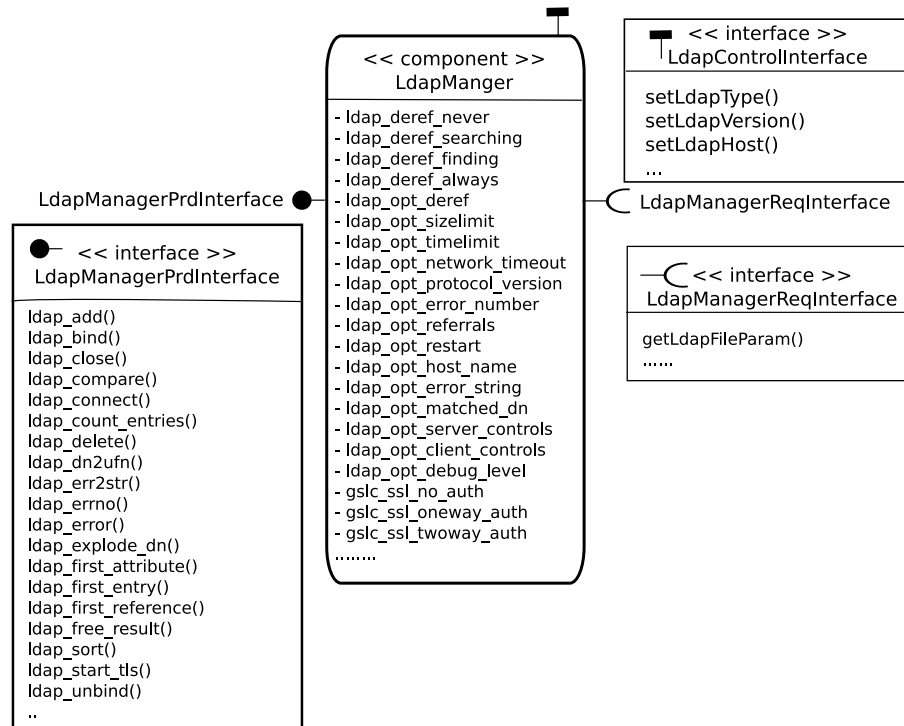 << component >>
LdapManger
- ldap_deref_never
- ldap_deref_searching
- ldap_deref_finding
- ldap_deref_always
- ldap_opt_deref
- ldap_opt_sizelimit
- ldap_opt_timelimit
- ldap_opt_network_timeout
- ldap_opt_protocol_version
- ldap_opt_error_number
- ldap_opt_referrals
- ldap_opt_restart
- ldap_opt_host_name
- ldap_opt_error_string
- ldap_opt_matched_dn
- ldap_opt_server_controls
- ldap_opt_client_controls
- ldap_opt_debug_level
- gslc_ssl_no_auth
- gslc_ssl_oneway_auth
- gslc_ssl_twoway_auth
........
LdapManagerPrdInterface
<< interface >>
LdapManagerPrdInterface
ldap_add()
ldap_bind()
ldap_close()
ldap_compare()
ldap_connect()
ldap_count_entries()
ldap_delete()
ldap_dn2ufn()
ldap_err2str()
ldap_errno()
ldap_error()
ldap_explode_dn()
ldap_first_attribute()
ldap_first_entry()
ldap_first_reference()
ldap_free_result()
ldap_sort()
ldap_start_tls()
ldap_unbind()
..
<< interface >>
LdapControlInterface
setLdapType()
setLdapVersion()
setLdapHost()
...
LdapManagerReqInterface
<< interface >>
LdapManagerReqInterface
getLdapFileParam()
......